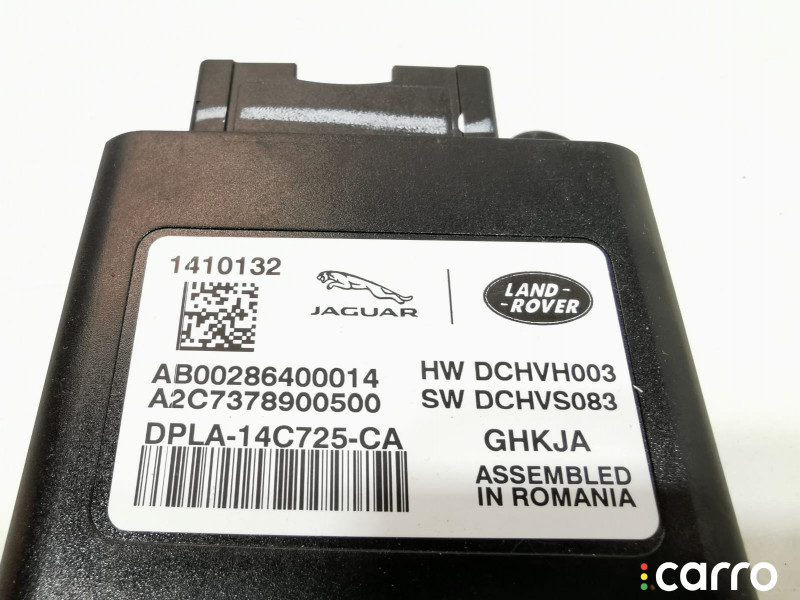 1410132
JAGUAR
LAND-
-ROVER
AB00286400014
A2C7378900500
HW DCHVH003
SW DCHVS083
DPLA-14C725-CA
GHKJA
ASSEMBLED
IN ROMANIA
carro